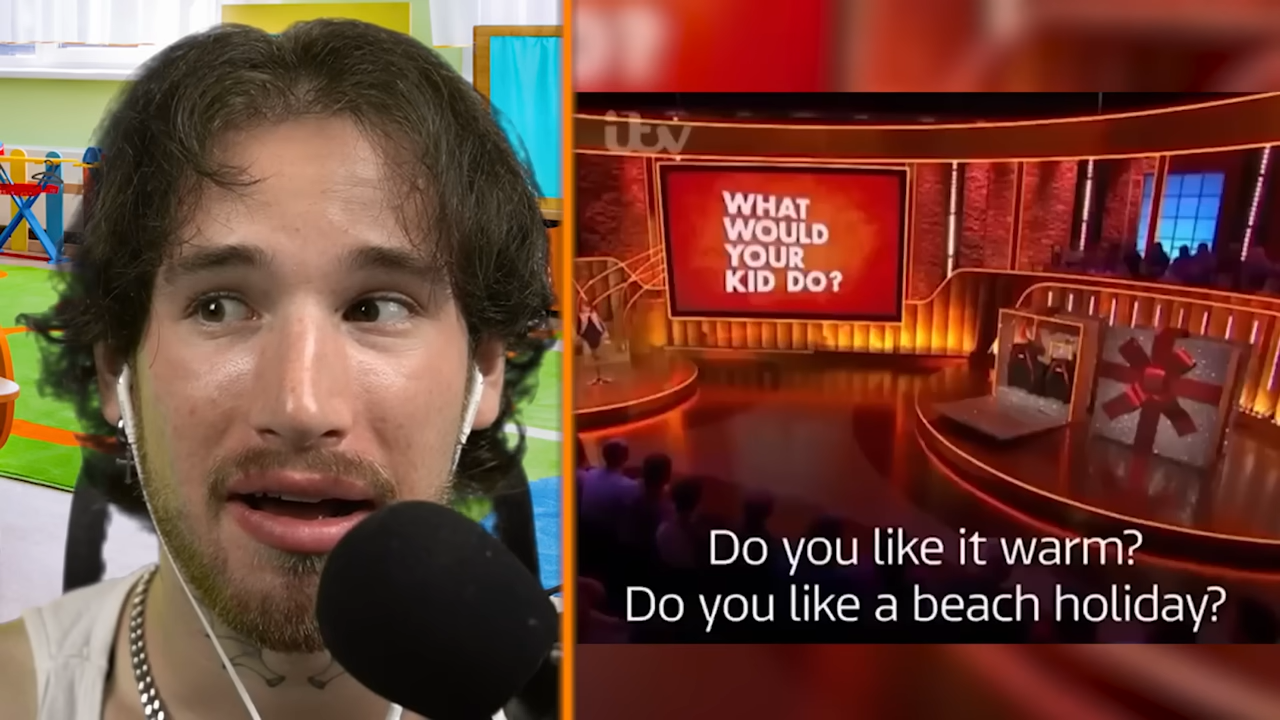 itv
WHAT
WOULD
YOUR
KID DO?
Do you like it warm?
Do you like a beach holiday?